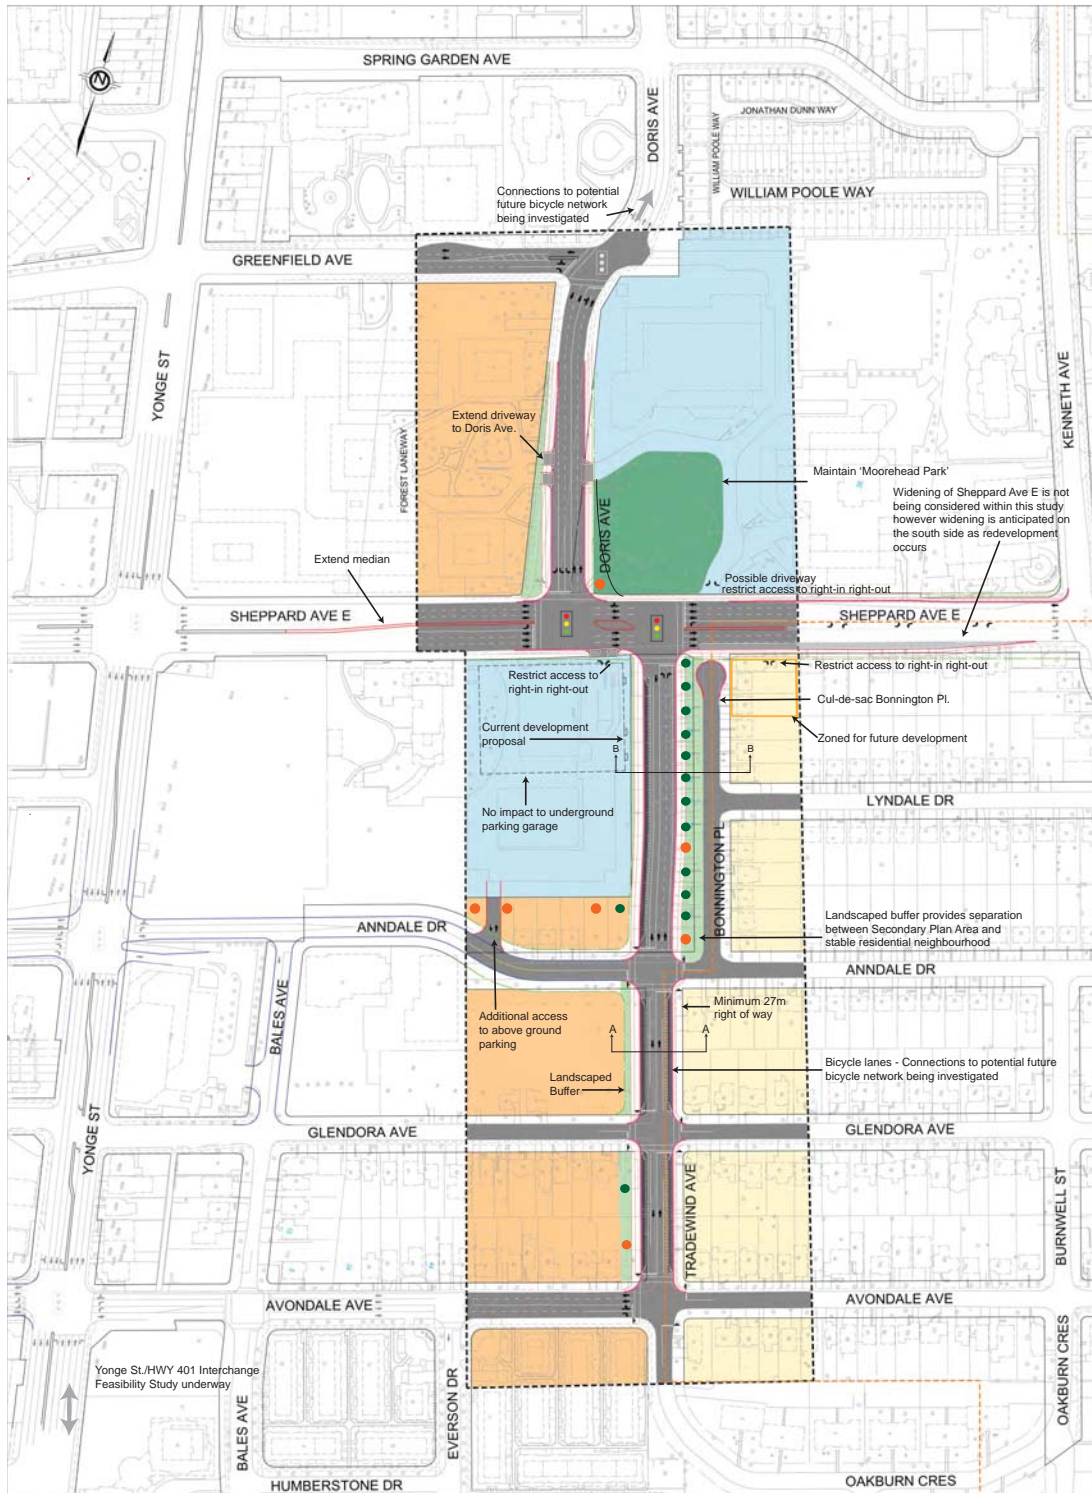 SPRING GARDEN AVE
N
DORIS AVE
WILLIAM POOLE WAY
JONATHAN DUNN WAY
WILLIAM POOLE WAY
Connections to potential
future bicycle network
being investigated
GREENFIELD AVE
YONGE ST
KENNETH AVE
FOREST LANEWAY
Extend driveway
to Doris Ave.
Maintain 'Moorehead Park'
Widening of Sheppard Ave E is not
being considered within this study
however widening is anticipated on
the south side as redevelopment
occurs
DORIS AVE
Extend median
Possible driveway
restrict access to right-in right-out
SHEPPARD AVE E
SHEPPARD AVE E
Restrict access to
right-in right-out
Restrict access to right-in right-out
Cul-de-sac Bonnington Pl.
Current development
proposal
Zoned for future development
B
B
No impact to underground
parking garage
LYNDALE DR
BONNINGTON PL
Landscaped buffer provides separation
between Secondary Plan Area and
stable residential neighbourhood
ANNDALE DR
ANNDALE DR
BALES AVE
Additional access
to above ground
parking
Minimum 27m
right of way
A
A
Landscaped
Buffer
Bicycle lanes - Connections to potential future
bicycle network being investigated
YONGE ST
GLENDORA AVE
GLENDORA AVE
TRADEWIND AVE
BURNWELL ST
AVONDALE AVE
AVONDALE AVE
Yonge St./HWY 401 Interchange
Feasibility Study underway
BALES AVE
EVERSON DR
OAKBURN CRES
HUMBERSTONE DR
OAKBURN CRES